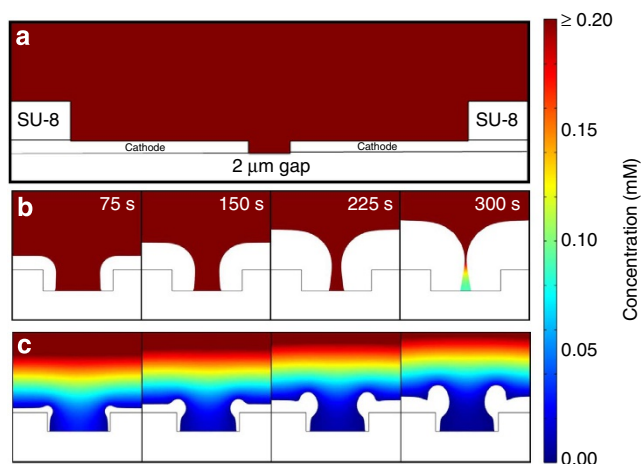 a
SU-8
SU-8
Cathode
Cathode
2 μm gap
b
75 s
150 s
225 s
300 s
c
≥ 0.20
0.15
0.10
0.05
0.00
Concentration (mM)